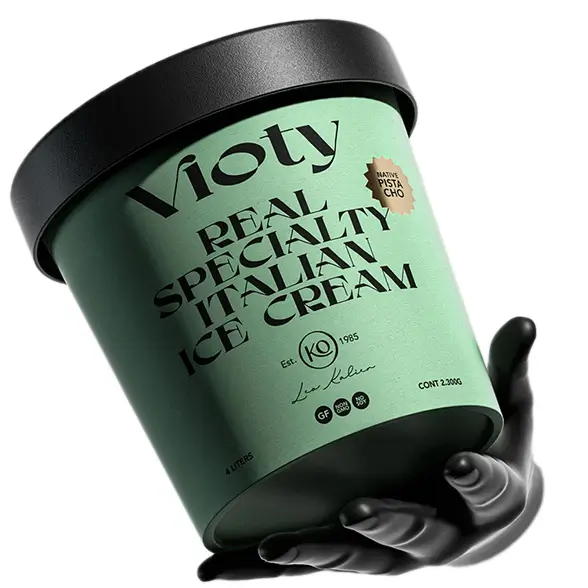 Vioty
NATIVE
PISTA
CHO
REAL
SPECIALTY
ITALIAN
ICE CREAM
Est. KO 1985
CONT 2.300G
GF
NON
GMO
NO
SOY
4 LITERS